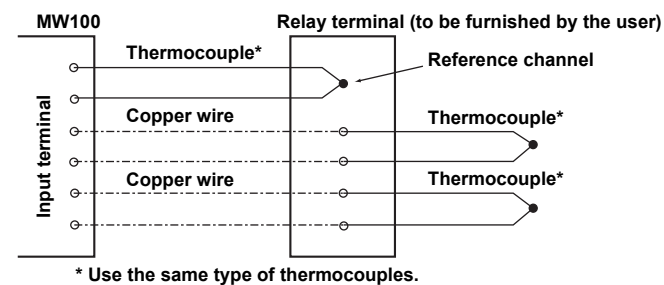 MW100
Relay terminal (to be furnished by the user)
Thermocouple*
Reference channel
Input terminal
Copper wire
Thermocouple*
Copper wire
Thermocouple*
* Use the same type of thermocouples.